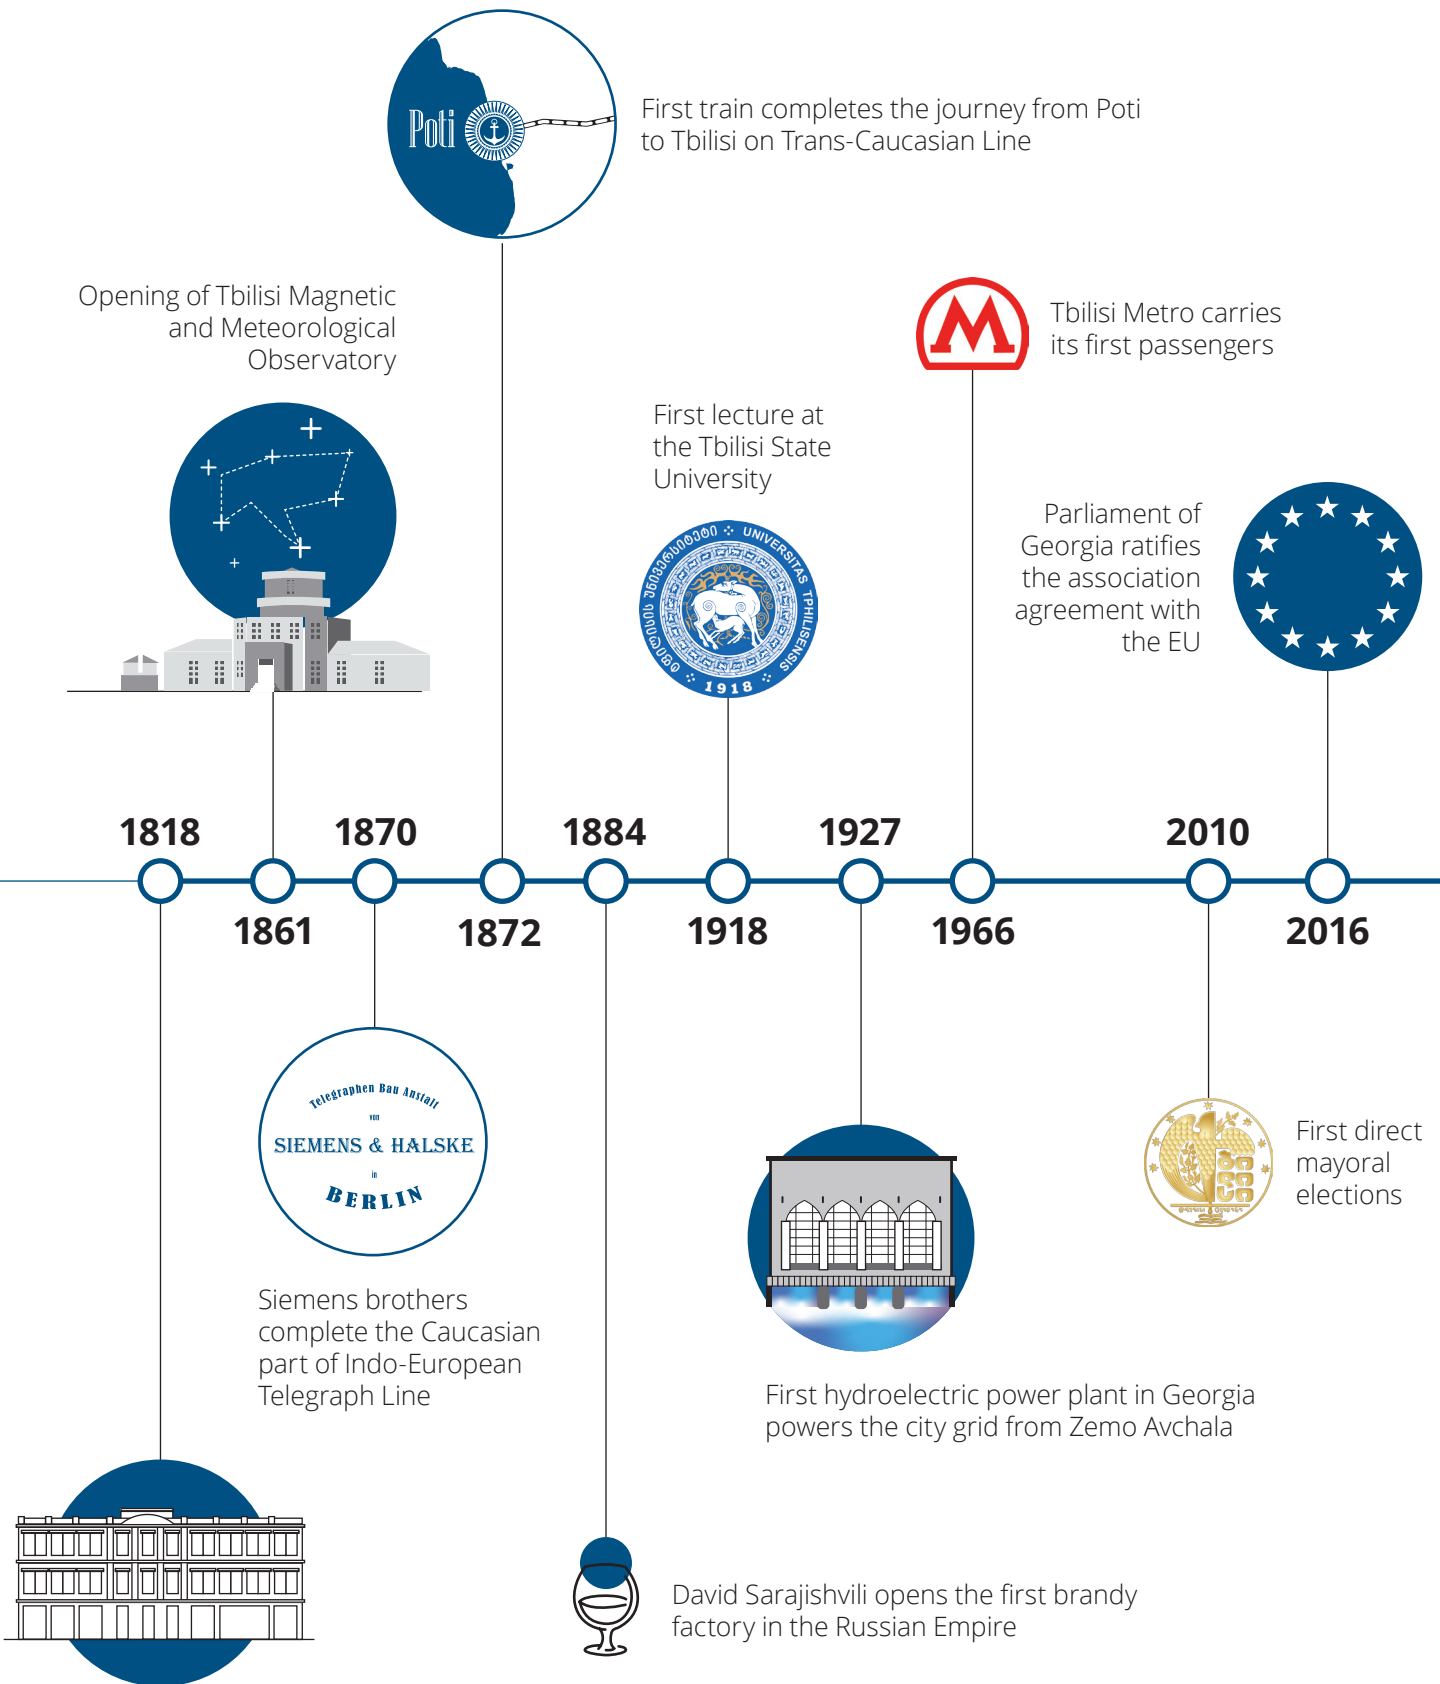 Poti
First train completes the journey from Poti
to Tbilisi on Trans-Caucasian Line
Opening of Tbilisi Magnetic
and Meteorological
Observatory
M
Tbilisi Metro carries
its first passengers
First lecture at
the Tbilisi State
University
ტფილისის უნივერსიტეტი
UNIVERSITAS TPHILISENSIS
1918
Parliament of
Georgia ratifies
the association
agreement with
the EU
1818
1870
1884
1927
2010
1861
1872
1918
1966
2016
Telegraphen Bau Anstalt
von
SIEMENS & HALSKE
in
BERLIN
Siemens brothers
complete the Caucasian
part of Indo-European
Telegraph Line
First direct
mayoral
elections
First hydroelectric power plant in Georgia
powers the city grid from Zemo Avchala
David Sarajishvili opens the first brandy
factory in the Russian Empire